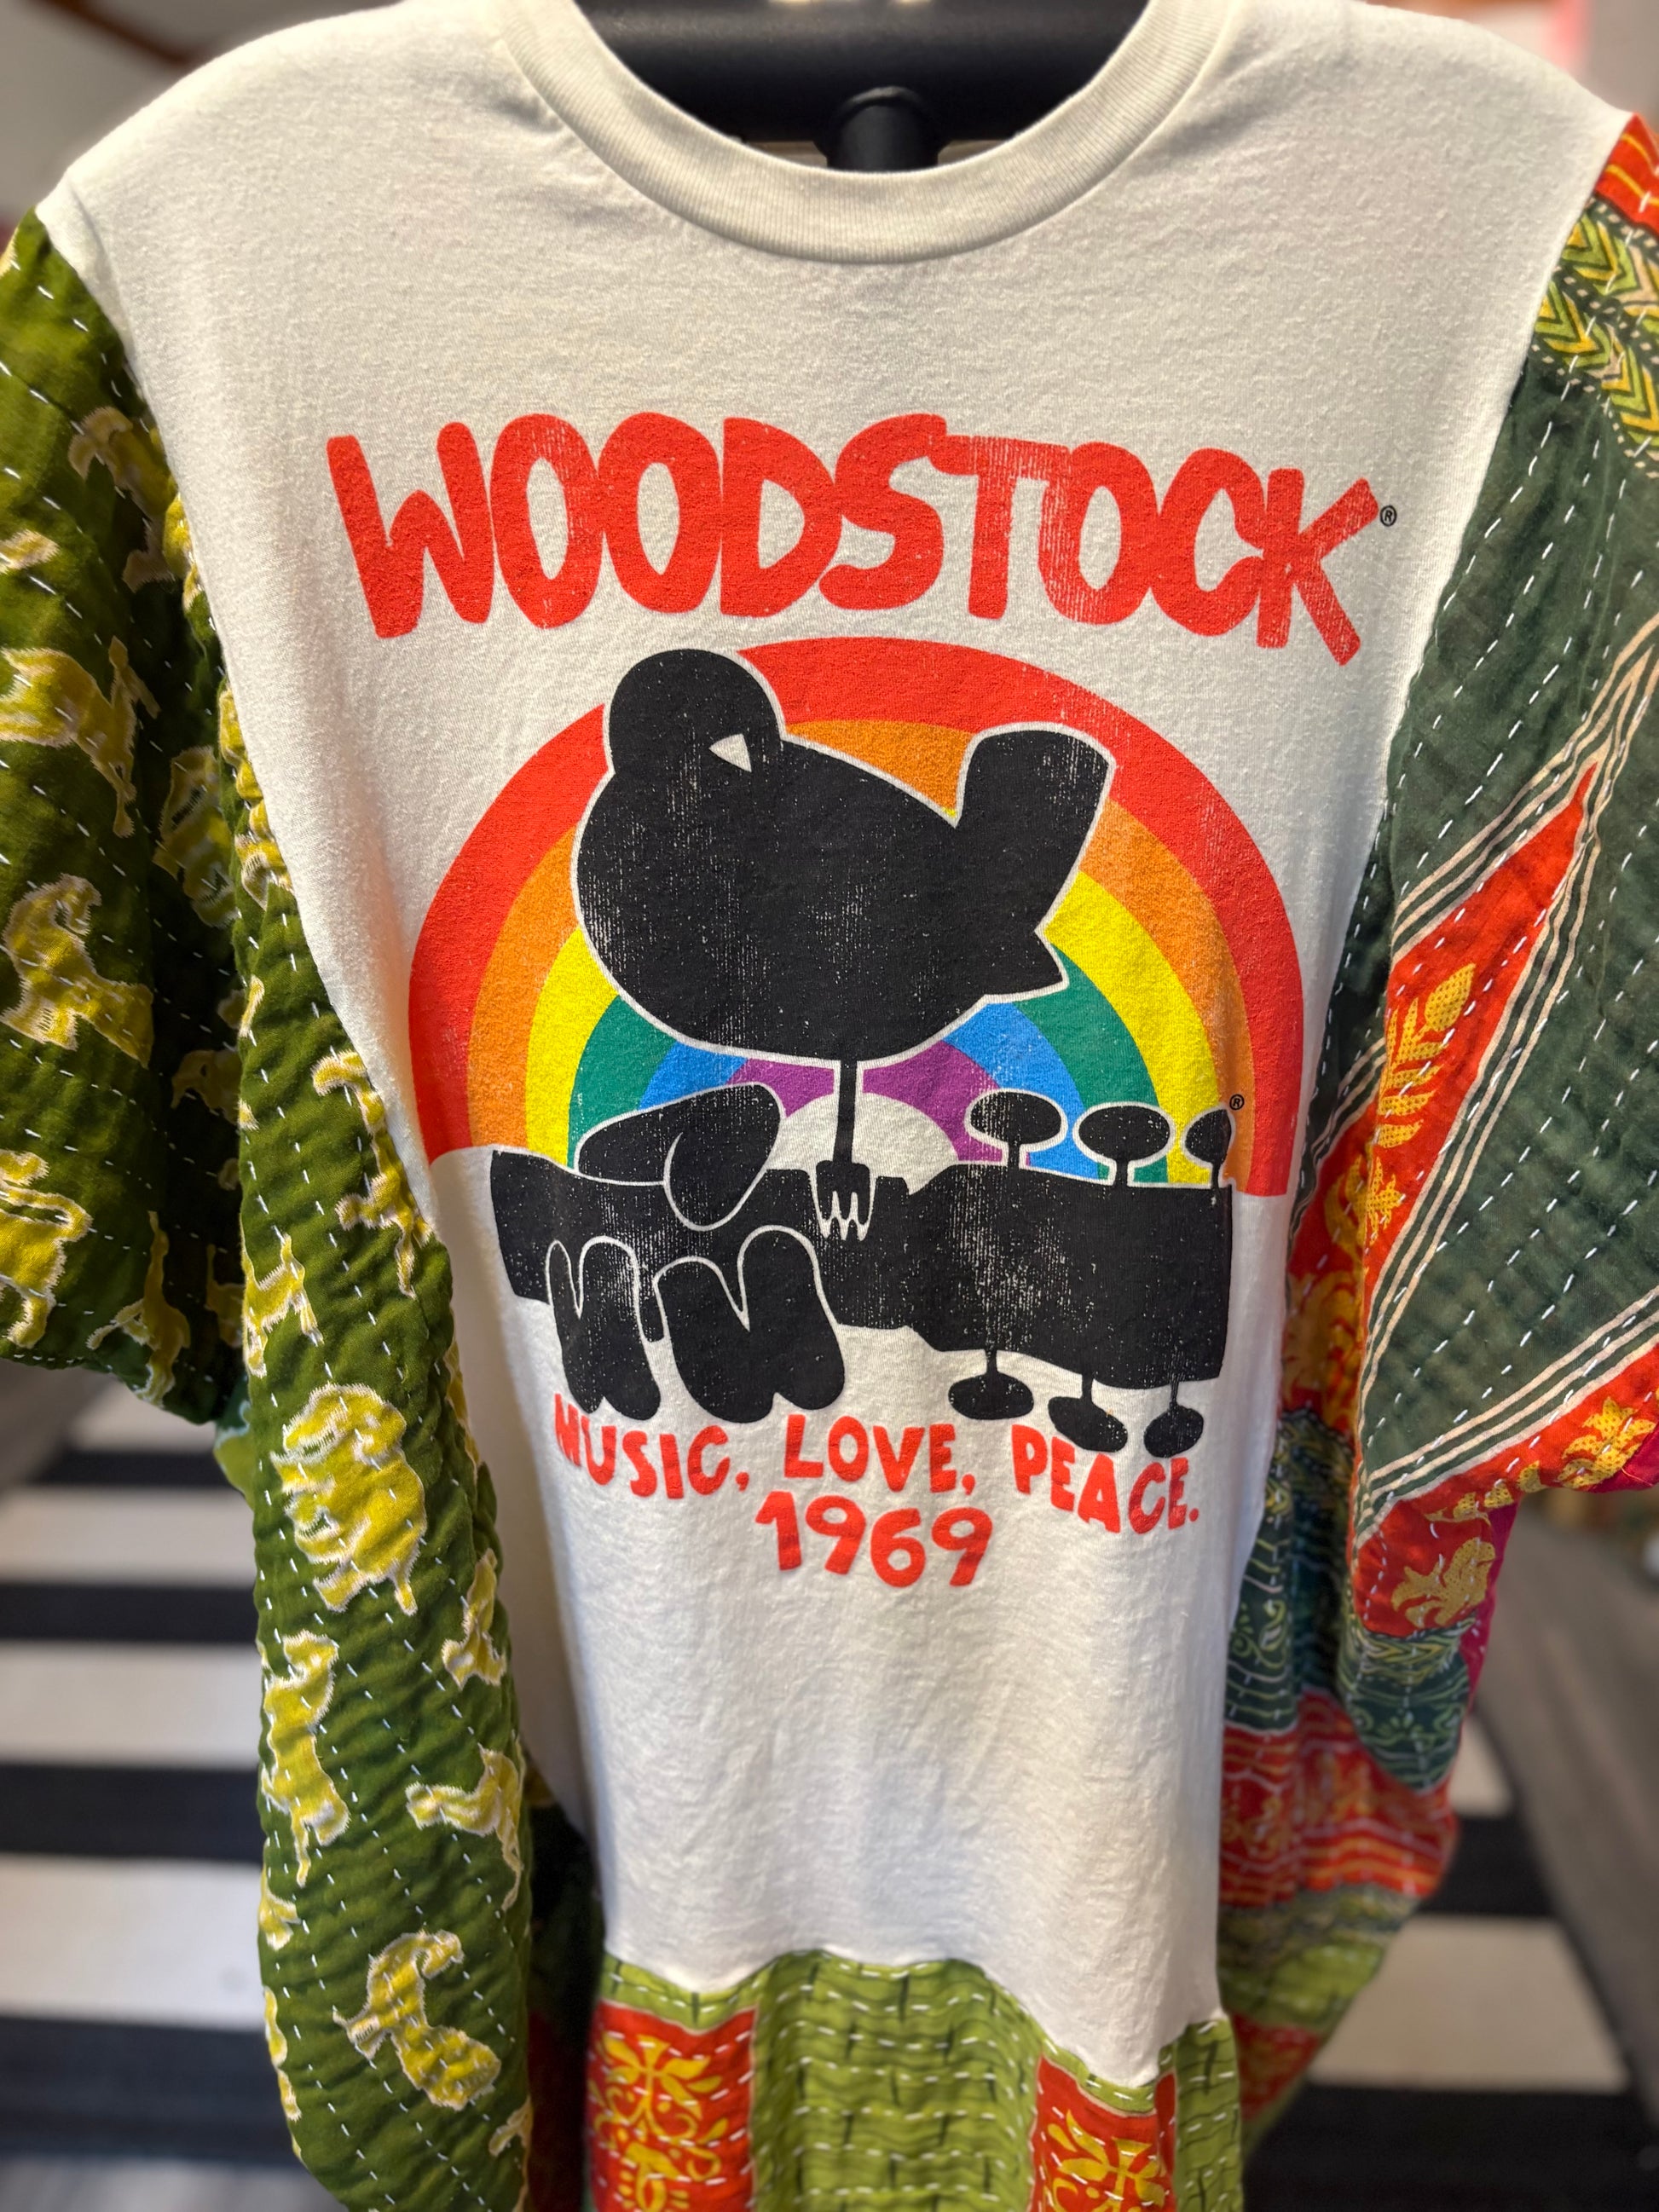 WOODSTOCK®
®
MUSIC, LOVE, PEACE.
1969